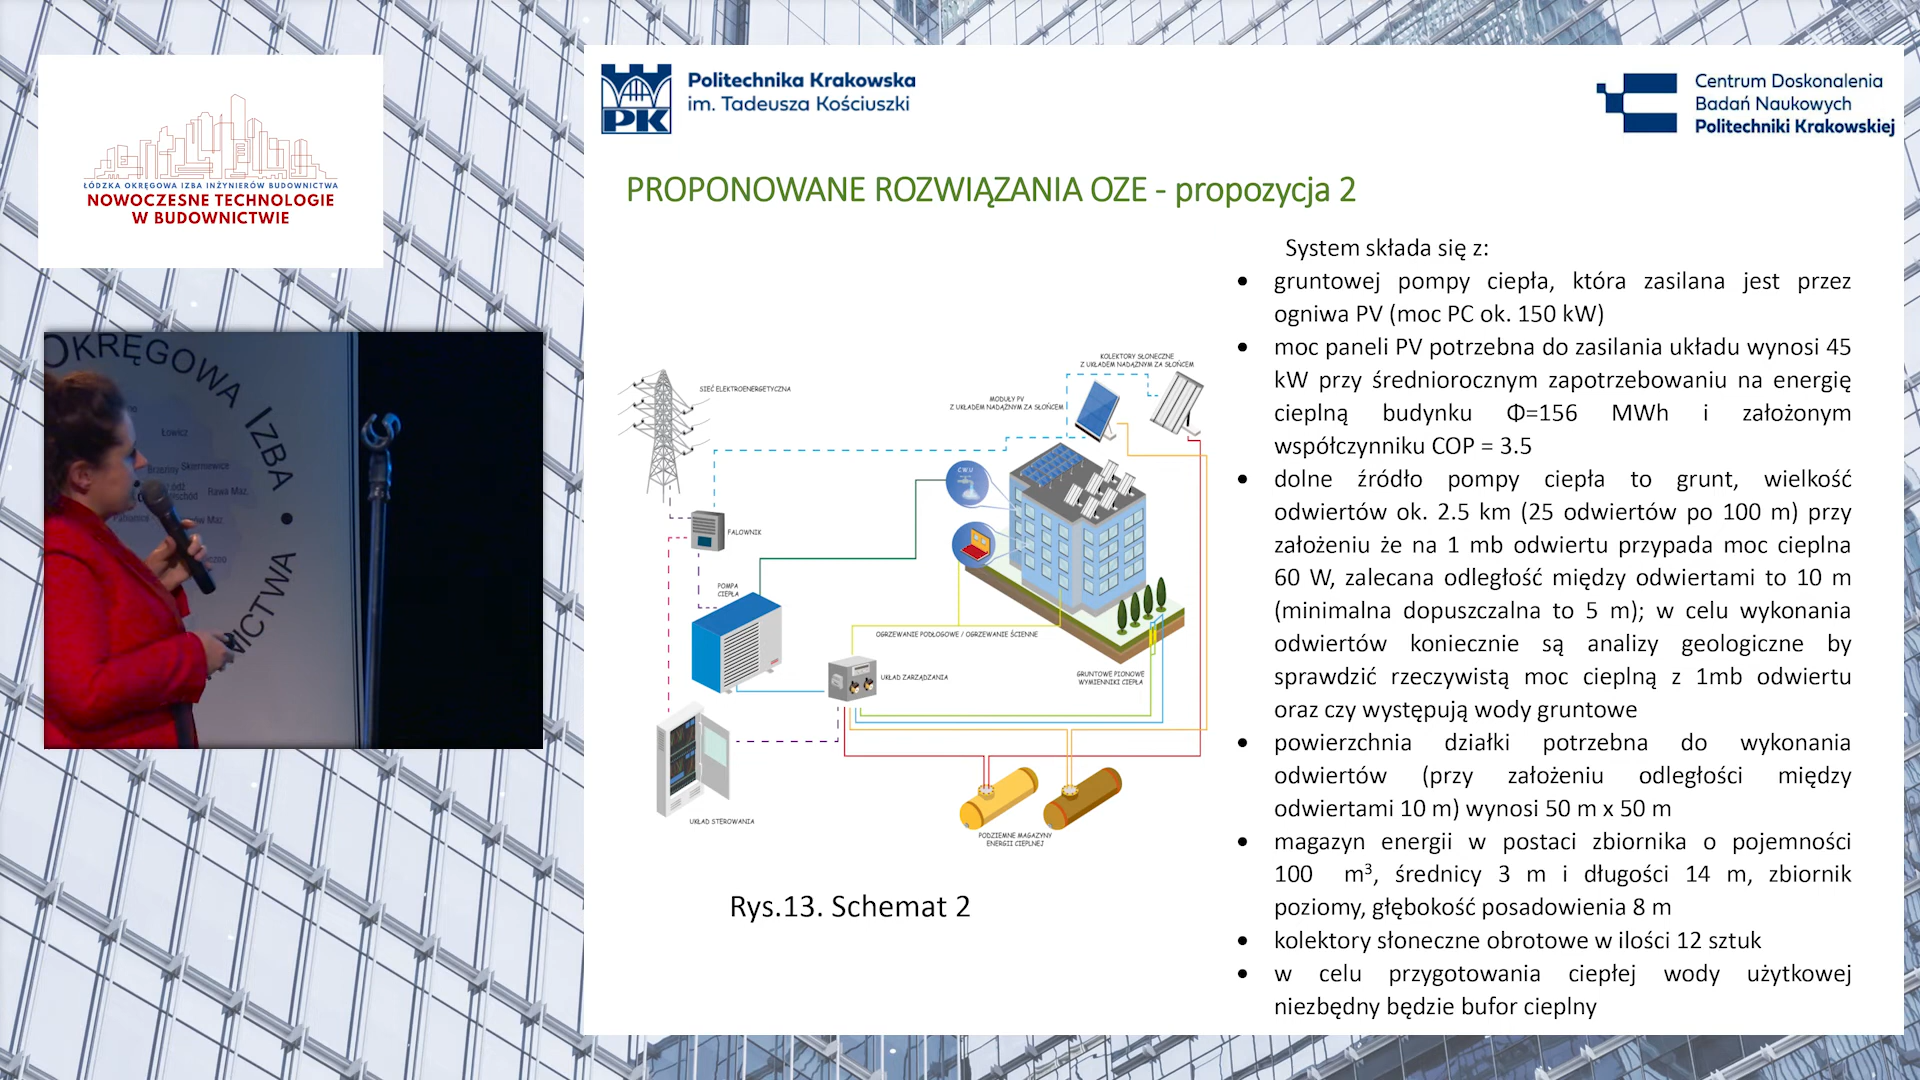 ŁÓDZKA OKRĘGOWA IZBA INŻYNIERÓW BUDOWNICTWA
NOWOCZESNE TECHNOLOGIE
W BUDOWNICTWIE
OKRĘGOWA IZBA
Łowicz
Brzeziny Skierniewice
Rawa Maz.
PK
Politechnika Krakowska
im. Tadeusza Kościuszki
Centrum Doskonalenia
Badań Naukowych
Politechniki Krakowskiej
PROPONOWANE ROZWIĄZANIA OZE - propozycja 2
SIEĆ ELEKTROENERGETYCZNA
KOLEKTORY SŁONECZNE
Z UKŁADEM NADĄŻNYM ZA SŁOŃCEM
MODUŁY PV
Z UKŁADEM NADĄŻNYM ZA SŁOŃCEM
CWU
FALOWNIK
POMPA
CIEPŁA
OGRZEWANIE PODŁOGOWE / OGRZEWANIE ŚCIENNE
UKŁAD ZARZĄDZANIA
GRUNTOWE PIONOWE
WYMIENNIKI CIEPŁA
UKŁAD STEROWANIA
PODZIEMNE MAGAZYNY
ENERGII CIEPLNEJ
Rys.13. Schemat 2
System składa się z:
• gruntowej pompy ciepła, która zasilana jest przez
ogniwa PV (moc PC ok. 150 kW)
• moc paneli PV potrzebna do zasilania układu wynosi 45
kW przy średniorocznym zapotrzebowaniu na energię
cieplną budynku Φ=156 MWh i założonym
współczynniku COP = 3.5
• dolne źródło pompy ciepła to grunt, wielkość
odwiertów ok. 2.5 km (25 odwiertów po 100 m) przy
założeniu że na 1 mb odwiertu przypada moc cieplna
60 W, zalecana odległość między odwiertami to 10 m
(minimalna dopuszczalna to 5 m); w celu wykonania
odwiertów koniecznie są analizy geologiczne by
sprawdzić rzeczywistą moc cieplną z 1mb odwiertu
oraz czy występują wody gruntowe
• powierzchnia działki potrzebna do wykonania
odwiertów (przy założeniu odległości między
odwiertami 10 m) wynosi 50 m x 50 m
• magazyn energii w postaci zbiornika o pojemności
100 m³, średnicy 3 m i długości 14 m, zbiornik
poziomy, głębokość posadowienia 8 m
• kolektory słoneczne obrotowe w ilości 12 sztuk
• w celu przygotowania ciepłej wody użytkowej
niezbędny będzie bufor cieplny